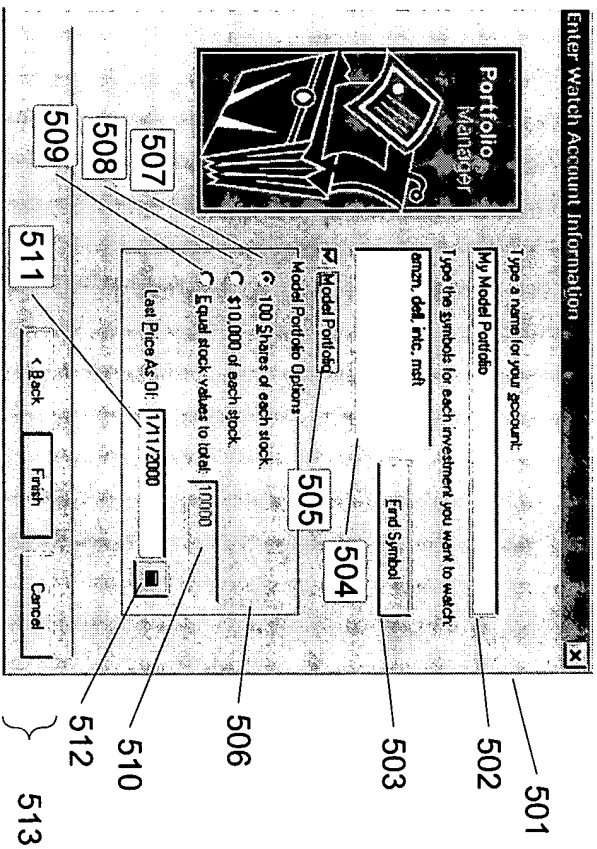 Enter Watch Account Information
Portfolio
Manager
Type a name for your account:
My Model Portfolio
Type the symbols for each investment you want to watch:
amzn, dell, intc, msft
Find Symbol
Model Portfolio
Model Portfolio Options
100 Shares of each stock.
$10,000 of each stock.
Equal stock values to total:
10000
Last Price As Of:
1/11/2000
< Back
Finish
Cancel
501
502
503
504
505
506
507
508
509
510
511
512
513